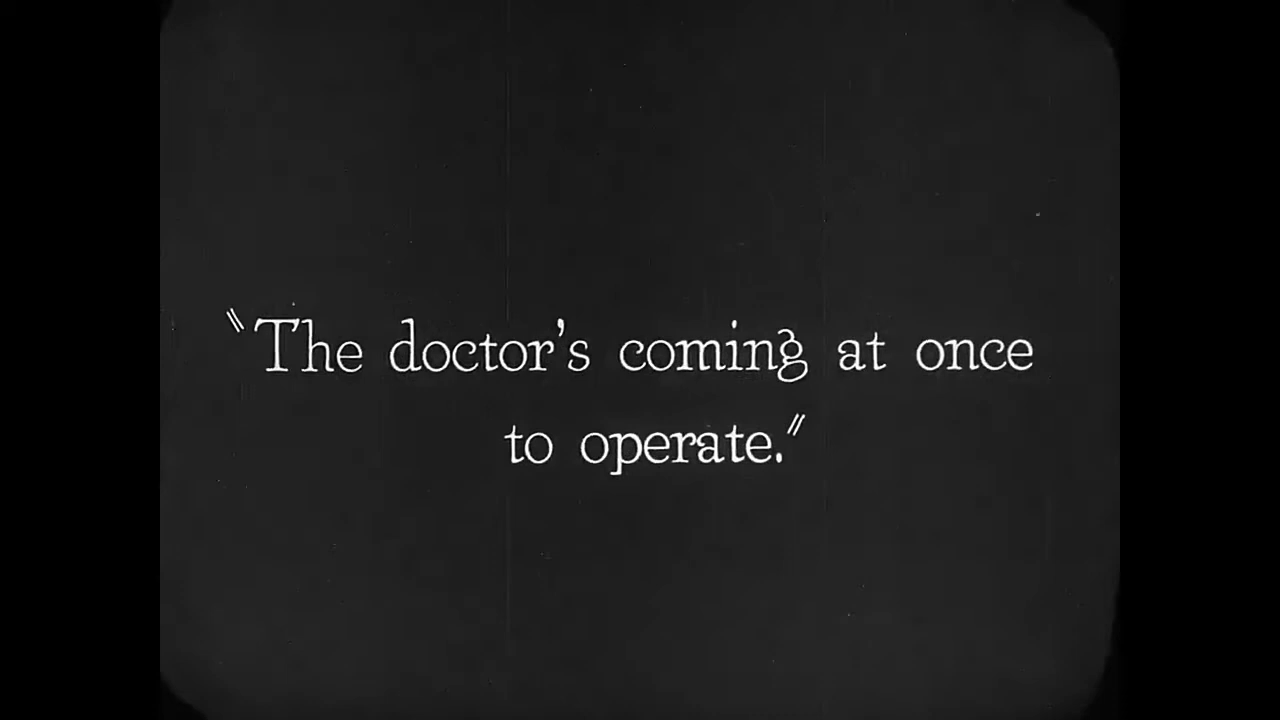 "The doctor's coming at once
to operate."